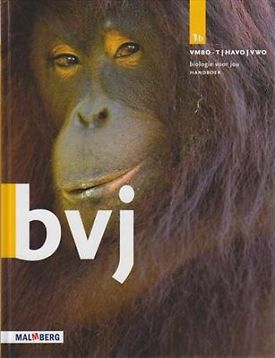 1b
VMBO - T | HAVO | VWO
biologie voor jou
HANDBOEK
bvj
MALMBERG